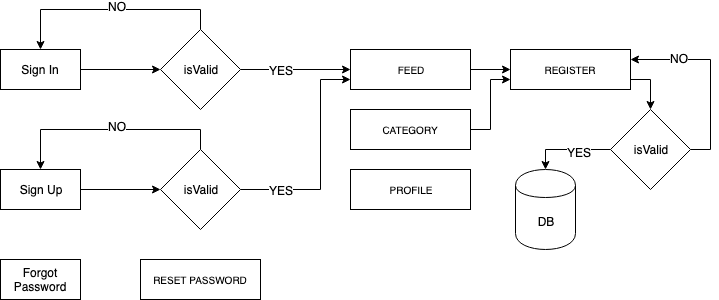 NO
Sign In
isValid
YES
FEED
REGISTER
NO
NO
CATEGORY
isValid
YES
Sign Up
isValid
YES
PROFILE
DB
Forgot
Password
RESET PASSWORD